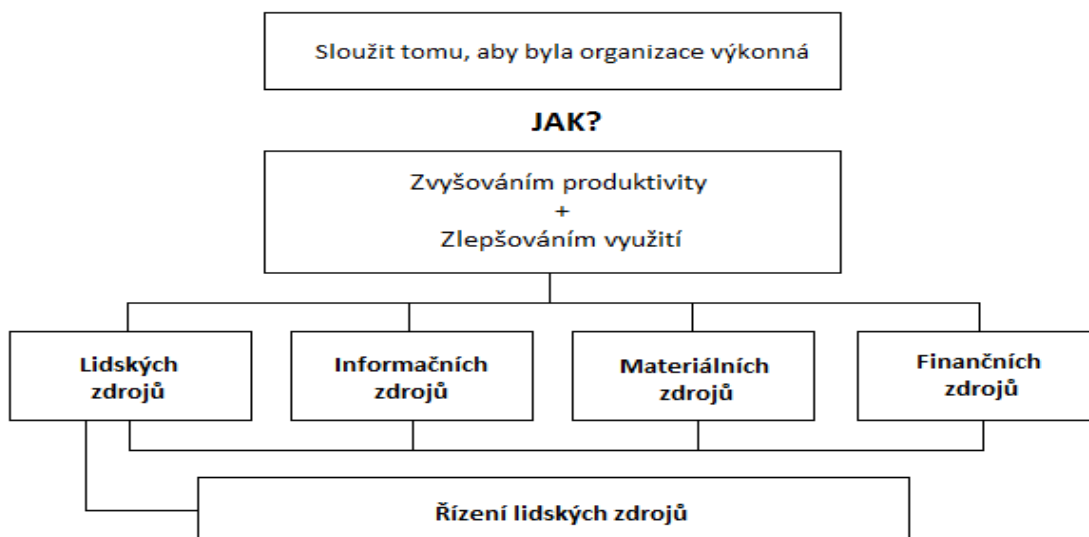 Sloužit tomu, aby byla organizace výkonná
JAK?
Zvyšováním produktivity
+
Zlepšováním využití
Lidských
zdrojů
Informačních
zdrojů
Materiálních
zdrojů
Finančních
zdrojů
Řízení lidských zdrojů